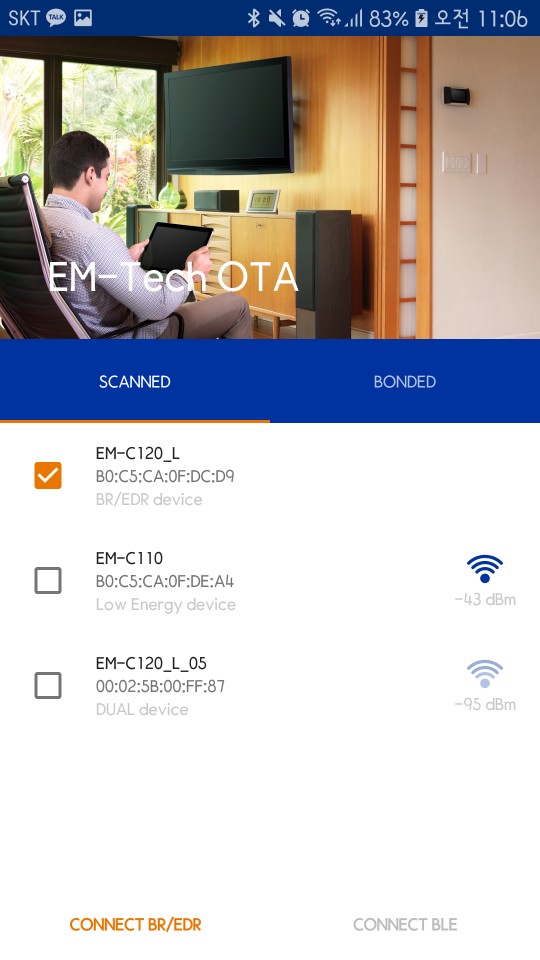 SKT TALK 83% 오전 11:06
EM-Tech OTA
SCANNED BONDED
EM-C120_L
B0:C5:CA:0F:DC:D9
BR/EDR device
EM-C110
B0:C5:CA:0F:DE:A4
Low Energy device
-43 dBm
EM-C120_L_05
00:02:5B:00:FF:87
DUAL device
-95 dBm
CONNECT BR/EDR CONNECT BLE